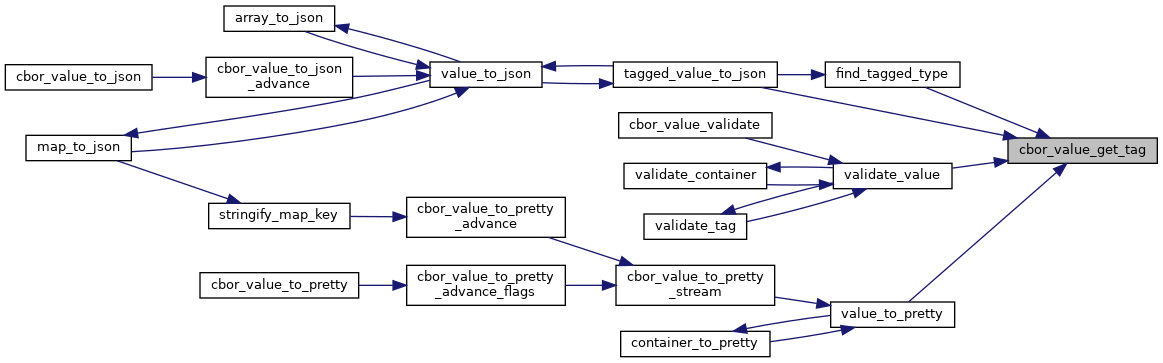 array_to_json
cbor_value_to_json
cbor_value_to_json
_advance
value_to_json
tagged_value_to_json
find_tagged_type
cbor_value_validate
map_to_json
cbor_value_get_tag
validate_container
validate_value
stringify_map_key
cbor_value_to_pretty
_advance
validate_tag
cbor_value_to_pretty
cbor_value_to_pretty
_advance_flags
cbor_value_to_pretty
_stream
value_to_pretty
container_to_pretty